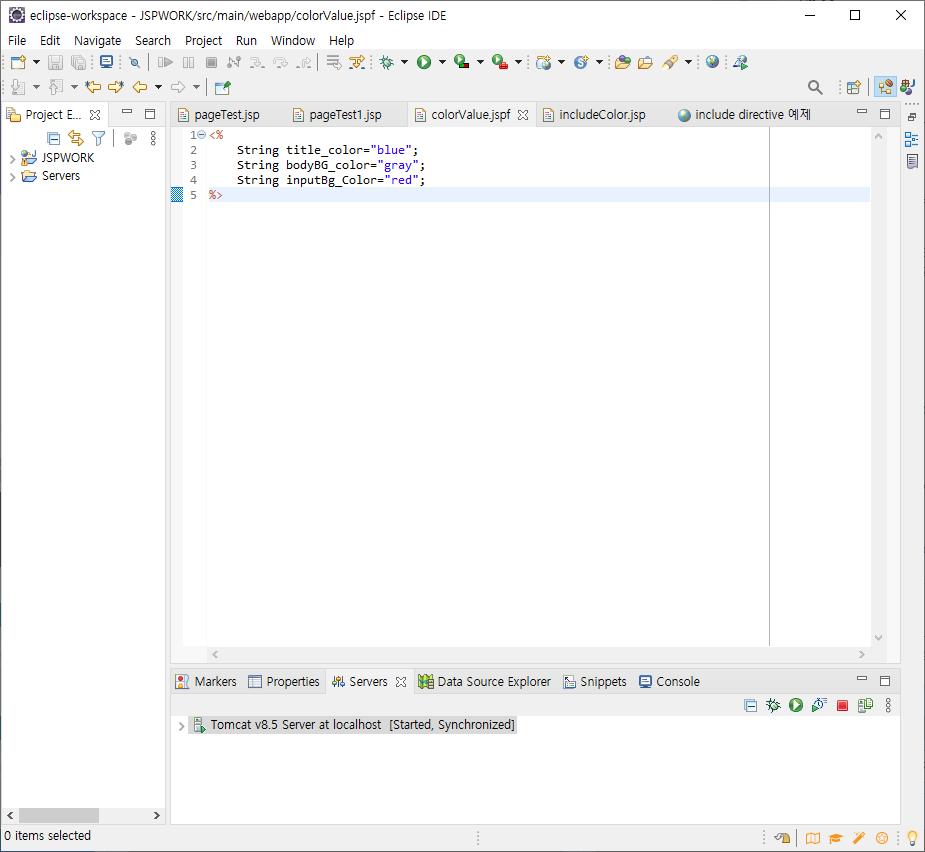 eclipse-workspace - JSPWORK/src/main/webapp/colorValue.jspf - Eclipse IDE
File Edit Navigate Search Project Run Window Help
Project E...
pageTest.jsp pageTest1.jsp colorValue.jspf includeColor.jsp include directive 예제
JSPWORK
Servers
1 <%
2 String title_color="blue";
3 String bodyBG_color="gray";
4 String inputBg_Color="red";
5 %>
Markers Properties Servers Data Source Explorer Snippets Console
Tomcat v8.5 Server at localhost [Started, Synchronized]
0 items selected